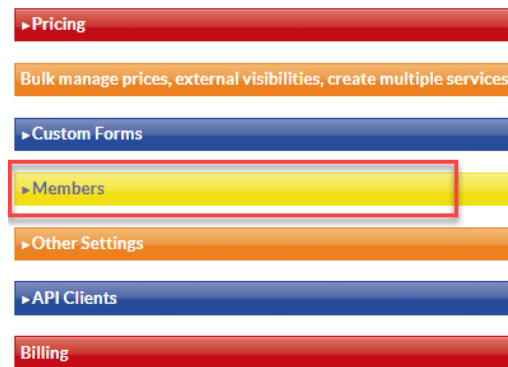 ▸Pricing
Bulk manage prices, external visibilities, create multiple services
▸Custom Forms
▸Members
▸Other Settings
▸API Clients
Billing